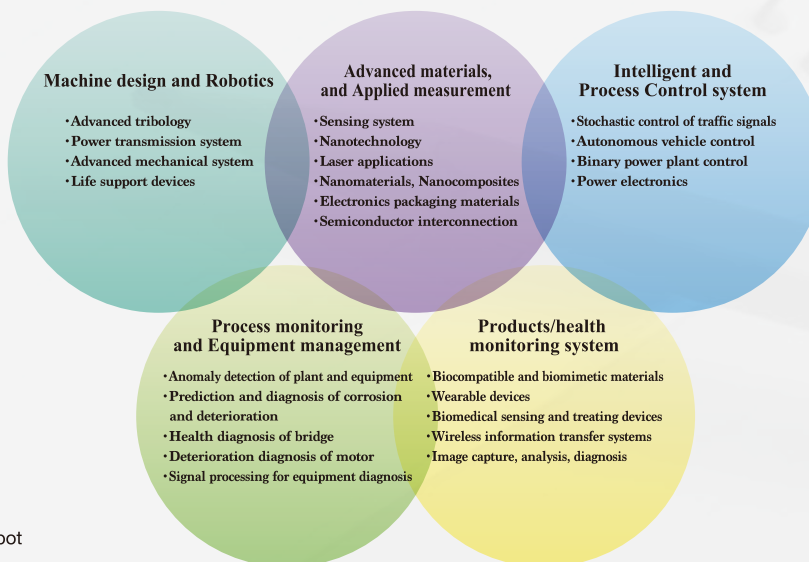 Machine design and Robotics
・Advanced tribology
・Power transmission system
・Advanced mechanical system
・Life support devices
Advanced materials,
and Applied measurement
・Sensing system
・Nanotechnology
・Laser applications
・Nanomaterials, Nanocomposites
・Electronics packaging materials
・Semiconductor interconnection
Intelligent and
Process Control system
・Stochastic control of traffic signals
・Autonomous vehicle control
・Binary power plant control
・Power electronics
Process monitoring
and Equipment management
・Anomaly detection of plant and equipment
・Prediction and diagnosis of corrosion
and deterioration
・Health diagnosis of bridge
・Deterioration diagnosis of motor
・Signal processing for equipment diagnosis
Products/health
monitoring system
・Biocompatible and biomimetic materials
・Wearable devices
・Biomedical sensing and treating devices
・Wireless information transfer systems
・Image capture, analysis, diagnosis